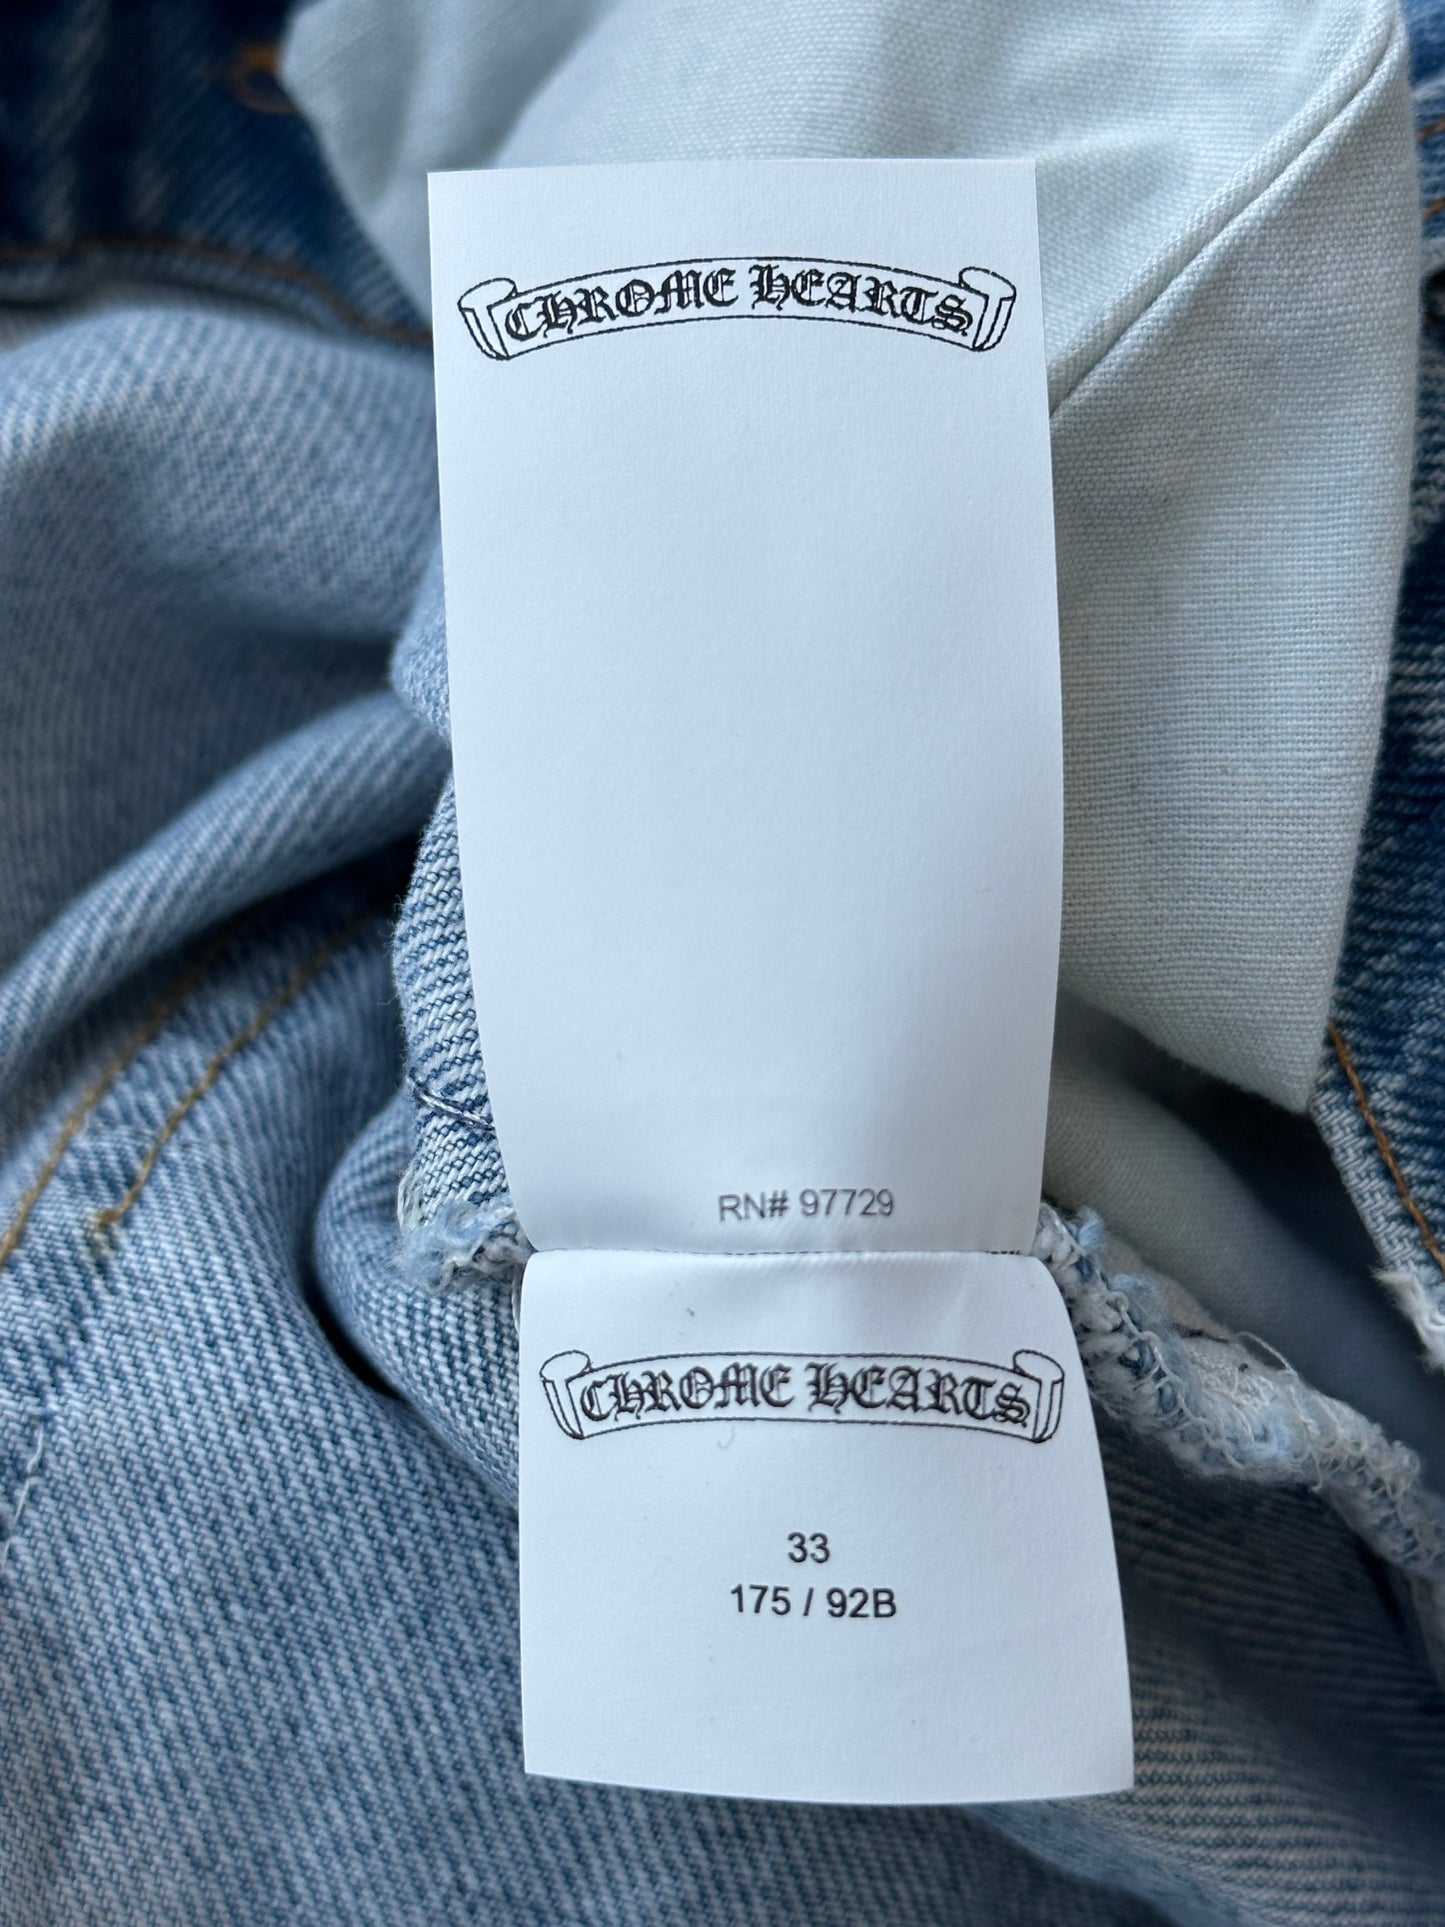 CHROME HEARTS
RN# 97729
CHROME HEARTS
33
175 / 92B